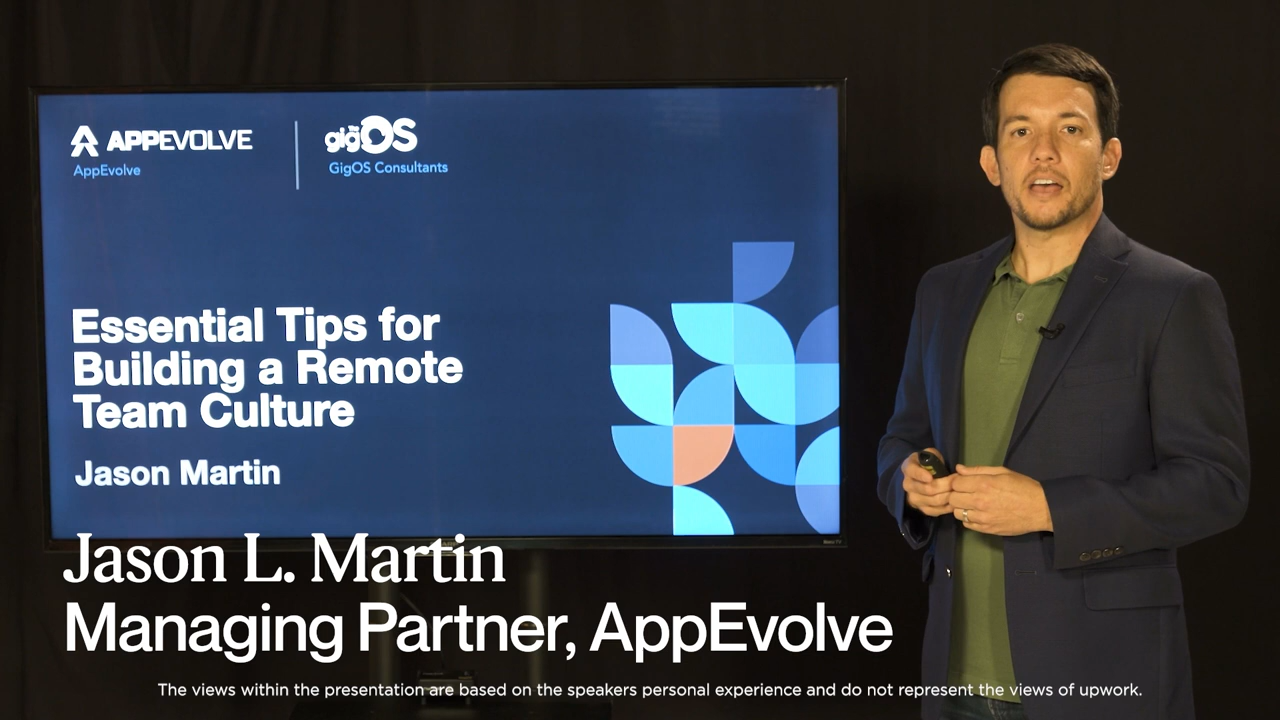 APPEVOLVE
AppEvolve
the gigOS
GigOS Consultants
Essential Tips for
Building a Remote
Team Culture
Jason Martin
Jason L. Martin
Managing Partner, AppEvolve
The views within the presentation are based on the speakers personal experience and do not represent the views of upwork.